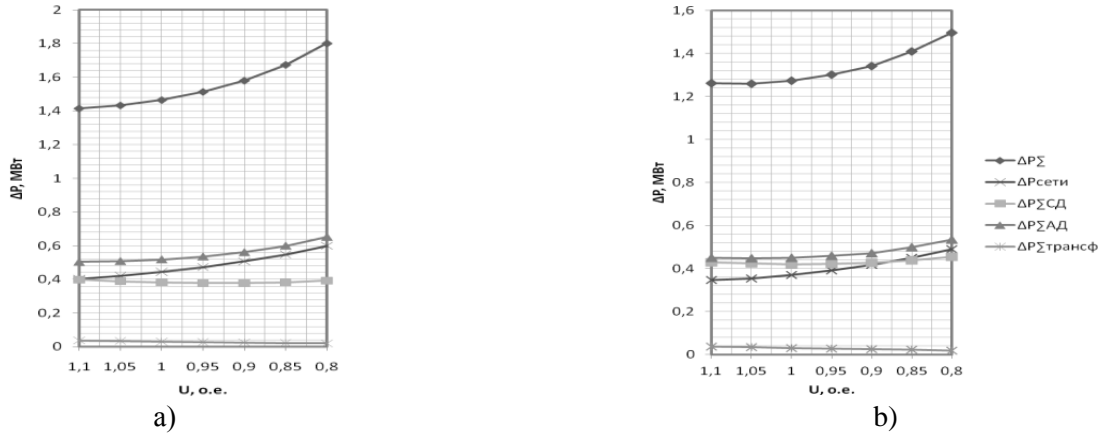 2
1,8
1,6
1,4
1,2
1
0,8
0,6
0,4
0,2
0
ΔP, МВт
1,1 1,05 1 0,95 0,9 0,85 0,8
U, о.е.
a)
1,6
1,4
1,2
1
0,8
0,6
0,4
0,2
0
ΔP, МВт
1,1 1,05 1 0,95 0,9 0,85 0,8
U, о.е.
b)
ΔP∑
ΔPсети
ΔP∑СД
ΔP∑АД
ΔP∑трансф